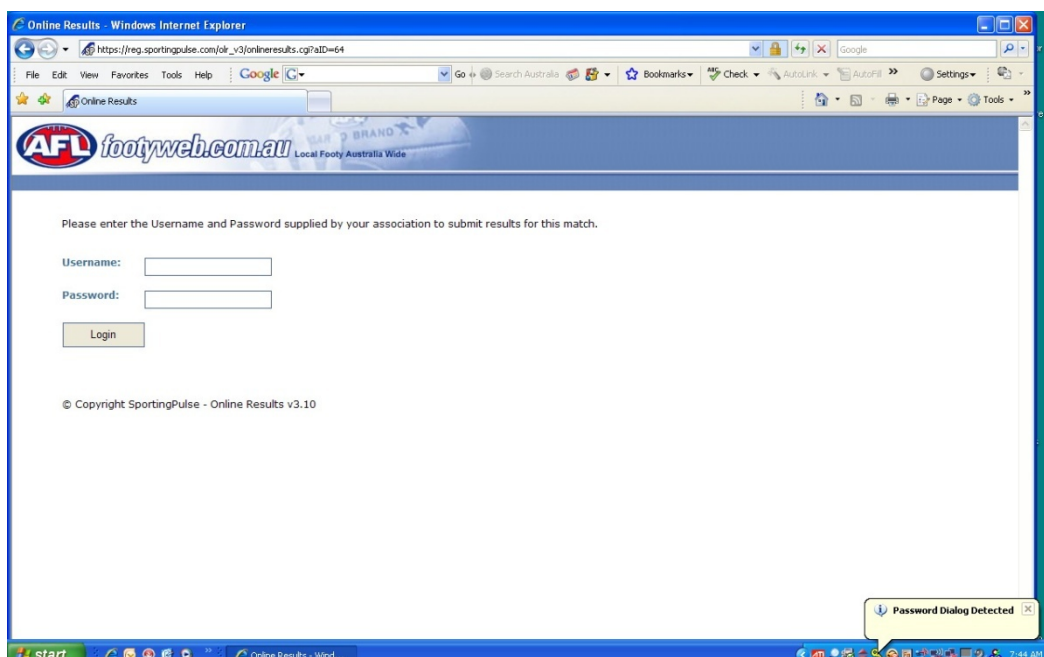 Online Results - Windows Internet Explorer
https://reg.sportingpulse.com/olr_v3/onlineresults.cgi?aID=64
Google
File Edit View Favorites Tools Help Google G Go Search Australia Bookmarks Check AutoLink AutoFill » Settings
Online Results Page Tools »
AFL footyweb.com.au Local Footy Australia Wide
Please enter the Username and Password supplied by your association to submit results for this match.
Username:
Password:
Login
© Copyright SportingPulse - Online Results v3.10
Password Dialog Detected
start Online Results - Wind... 7:44 AM